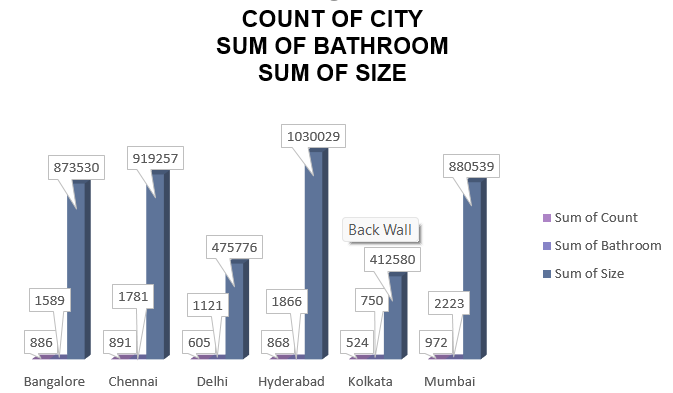 COUNT OF CITY
SUM OF BATHROOM
SUM OF SIZE
1030029
919257
873530
880539
Back Wall
475776
412580
1589
1781
1121
1866
750
2223
886
891
605
868
524
972
Sum of Count
Sum of Bathroom
Sum of Size
Bangalore Chennai Delhi Hyderabad Kolkata Mumbai